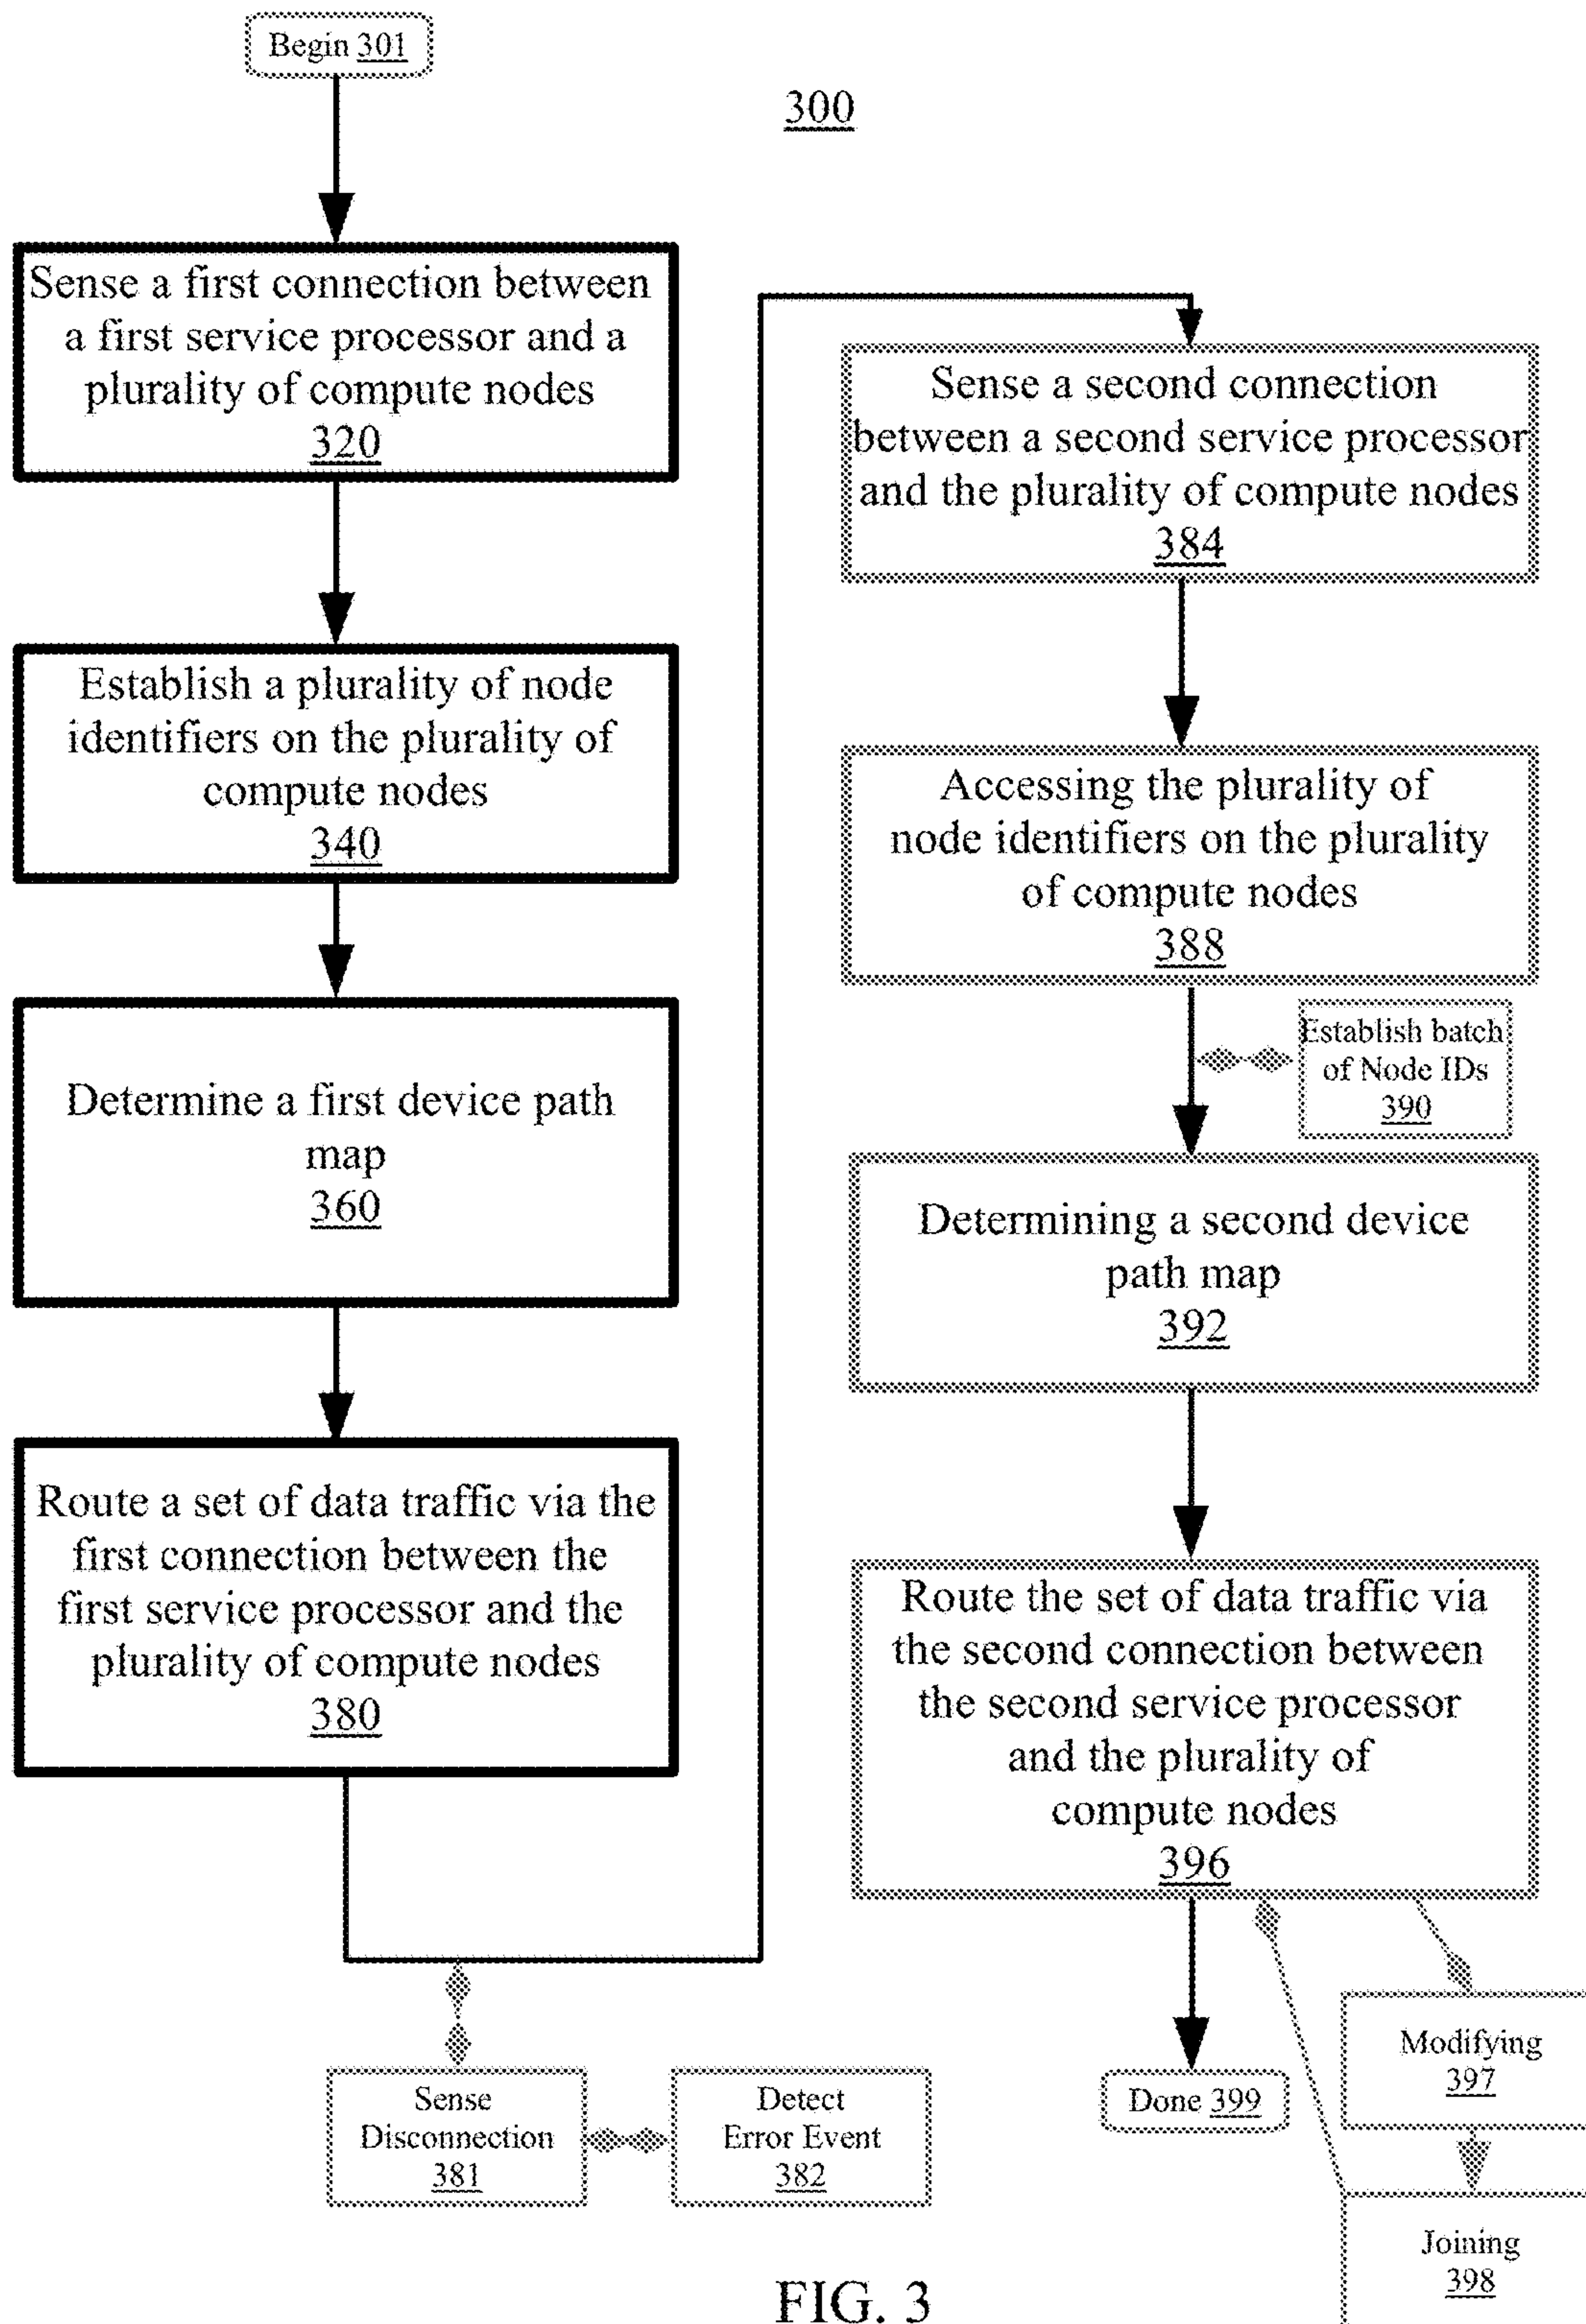 Begin 301
300
Sense a first connection between
a first service processor and a
plurality of compute nodes
320
Establish a plurality of node
identifiers on the plurality of
compute nodes
340
Determine a first device path
map
360
Route a set of data traffic via the
first connection between the
first service processor and the
plurality of compute nodes
380
Sense
Disconnection
381
Detect
Error Event
382
Sense a second connection
between a second service processor
and the plurality of compute nodes
384
Accessing the plurality of
node identifiers on the plurality
of compute nodes
388
Establish batch
of Node IDs
390
Determining a second device
path map
392
Route the set of data traffic via
the second connection between
the second service processor
and the plurality of
compute nodes
396
Modifying
397
Joining
398
Done 399
FIG. 3